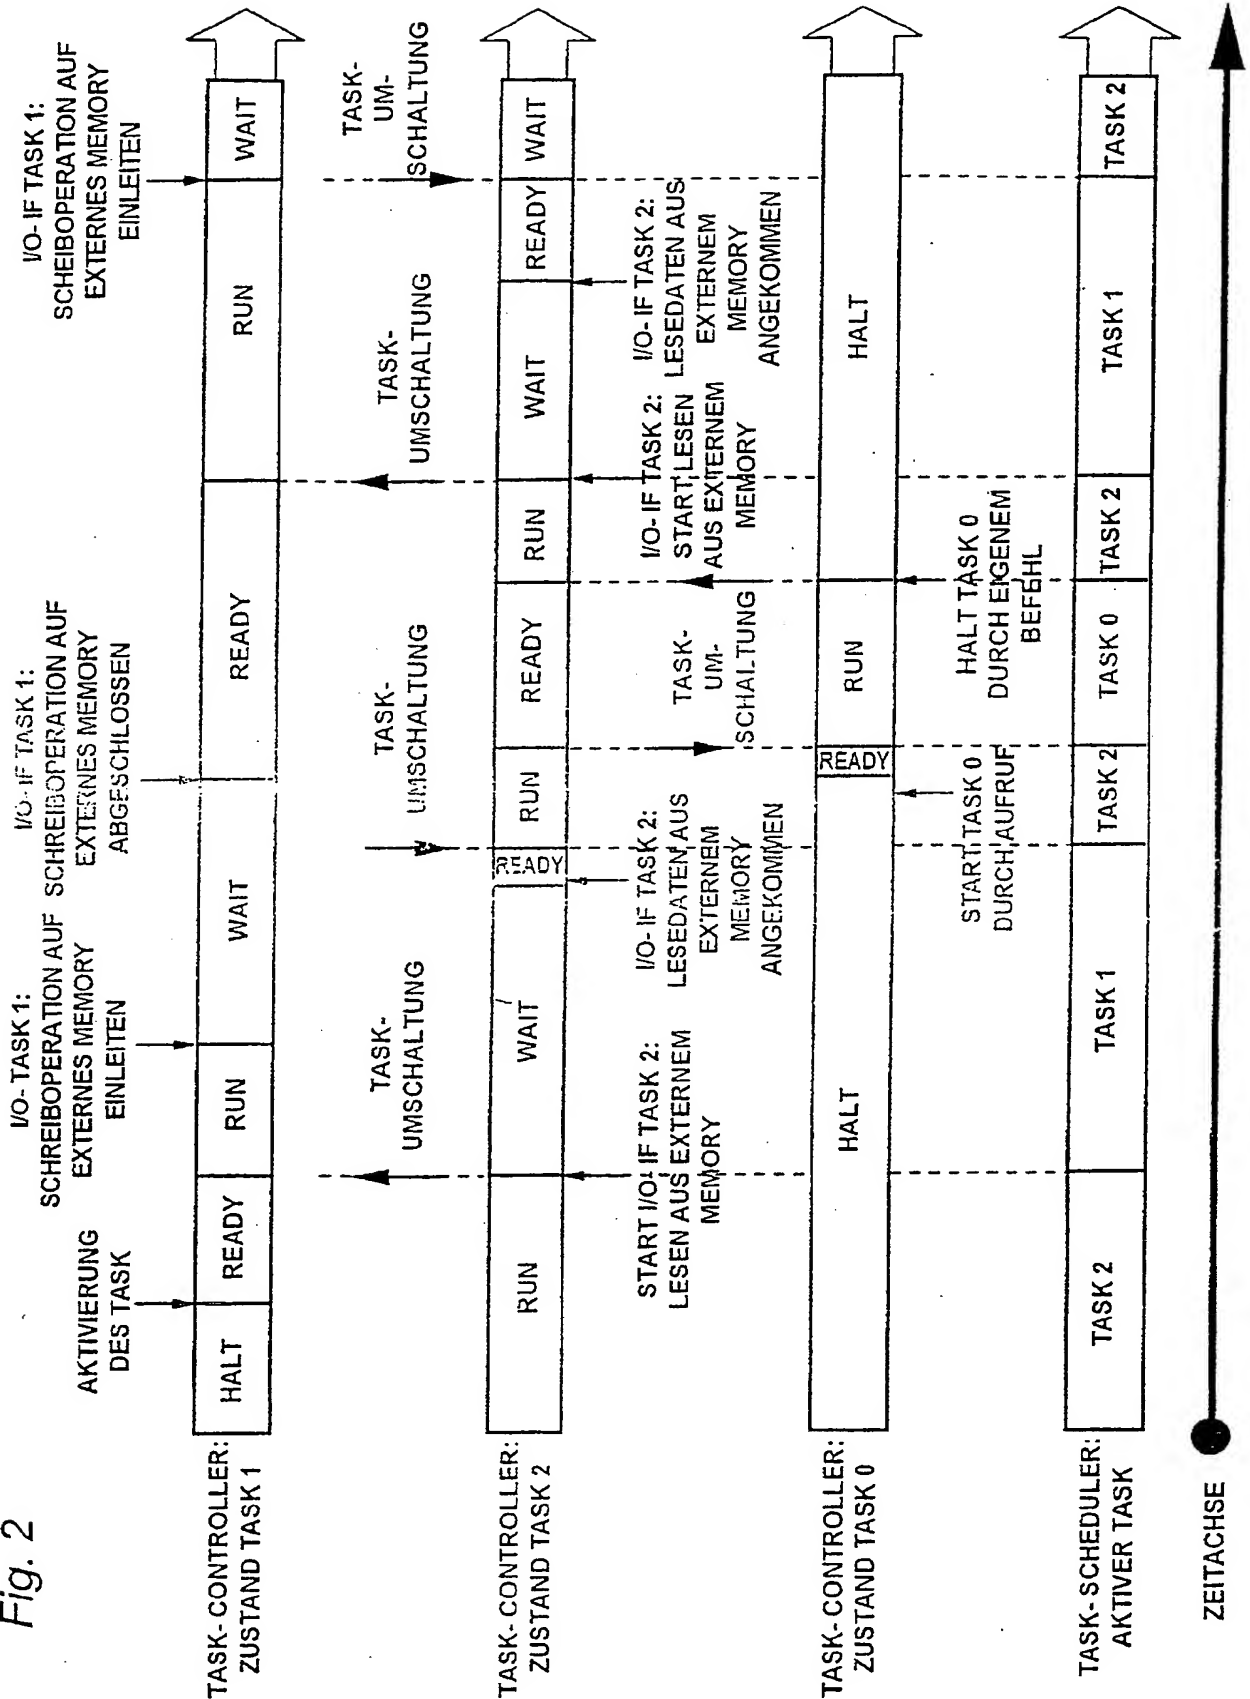 Fig. 2
I/O- TASK 1:
SCHREIBOPERATION AUF
EXTERNES MEMORY
EINLEITEN
I/O- IF TASK 1:
SCHREIBOPERATION AUF
EXTERNES MEMORY
ABGESCHLOSSEN
I/O- IF TASK 1:
SCHEIBOPERATION AUF
EXTERNES MEMORY
EINLEITEN
AKTIVIERUNG
DES TASK
TASK- CONTROLLER:
ZUSTAND TASK 1
HALT
READY
RUN
WAIT
READY
RUN
WAIT
TASK-
UMSCHALTUNG
TASK-
UMSCHALTUNG
TASK-
UMSCHALTUNG
TASK-
UM-
SCHALTUNG
TASK- CONTROLLER:
ZUSTAND TASK 2
RUN
WAIT
READY
RUN
READY
RUN
WAIT
READY
WAIT
START I/O- IF TASK 2:
LESEN AUS EXTERNEM
MEMORY
I/O- IF TASK 2:
LESEDATEN AUS
EXTERNEM
MEMORY
ANGEKOMMEN
TASK-
UM-
SCHALTUNG
I/O- IF TASK 2:
START LESEN
AUS EXTERNEM
MEMORY
I/O- IF TASK 2:
LESEDATEN AUS
EXTERNEM
MEMORY
ANGEKOMMEN
TASK- CONTROLLER:
ZUSTAND TASK 0
HALT
READY
RUN
HALT
START TASK 0
DURCH AUFRUF
HALT TASK 0
DURCH EIGENEM
BEFEHL
TASK- SCHEDULER:
AKTIVER TASK
TASK 2
TASK 1
TASK 2
TASK 0
TASK 2
TASK 1
TASK 2
ZEITACHSE